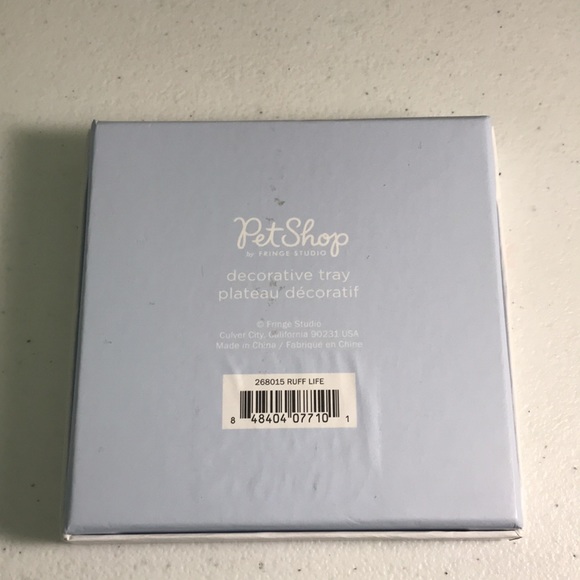 PetShop
by FRINGE STUDIO
decorative tray
plateau décoratif
© Fringe Studio
Culver City, California 90231 USA
Made in China / Fabriqué en Chine
268015 RUFF LIFE
8 48404 07710 1